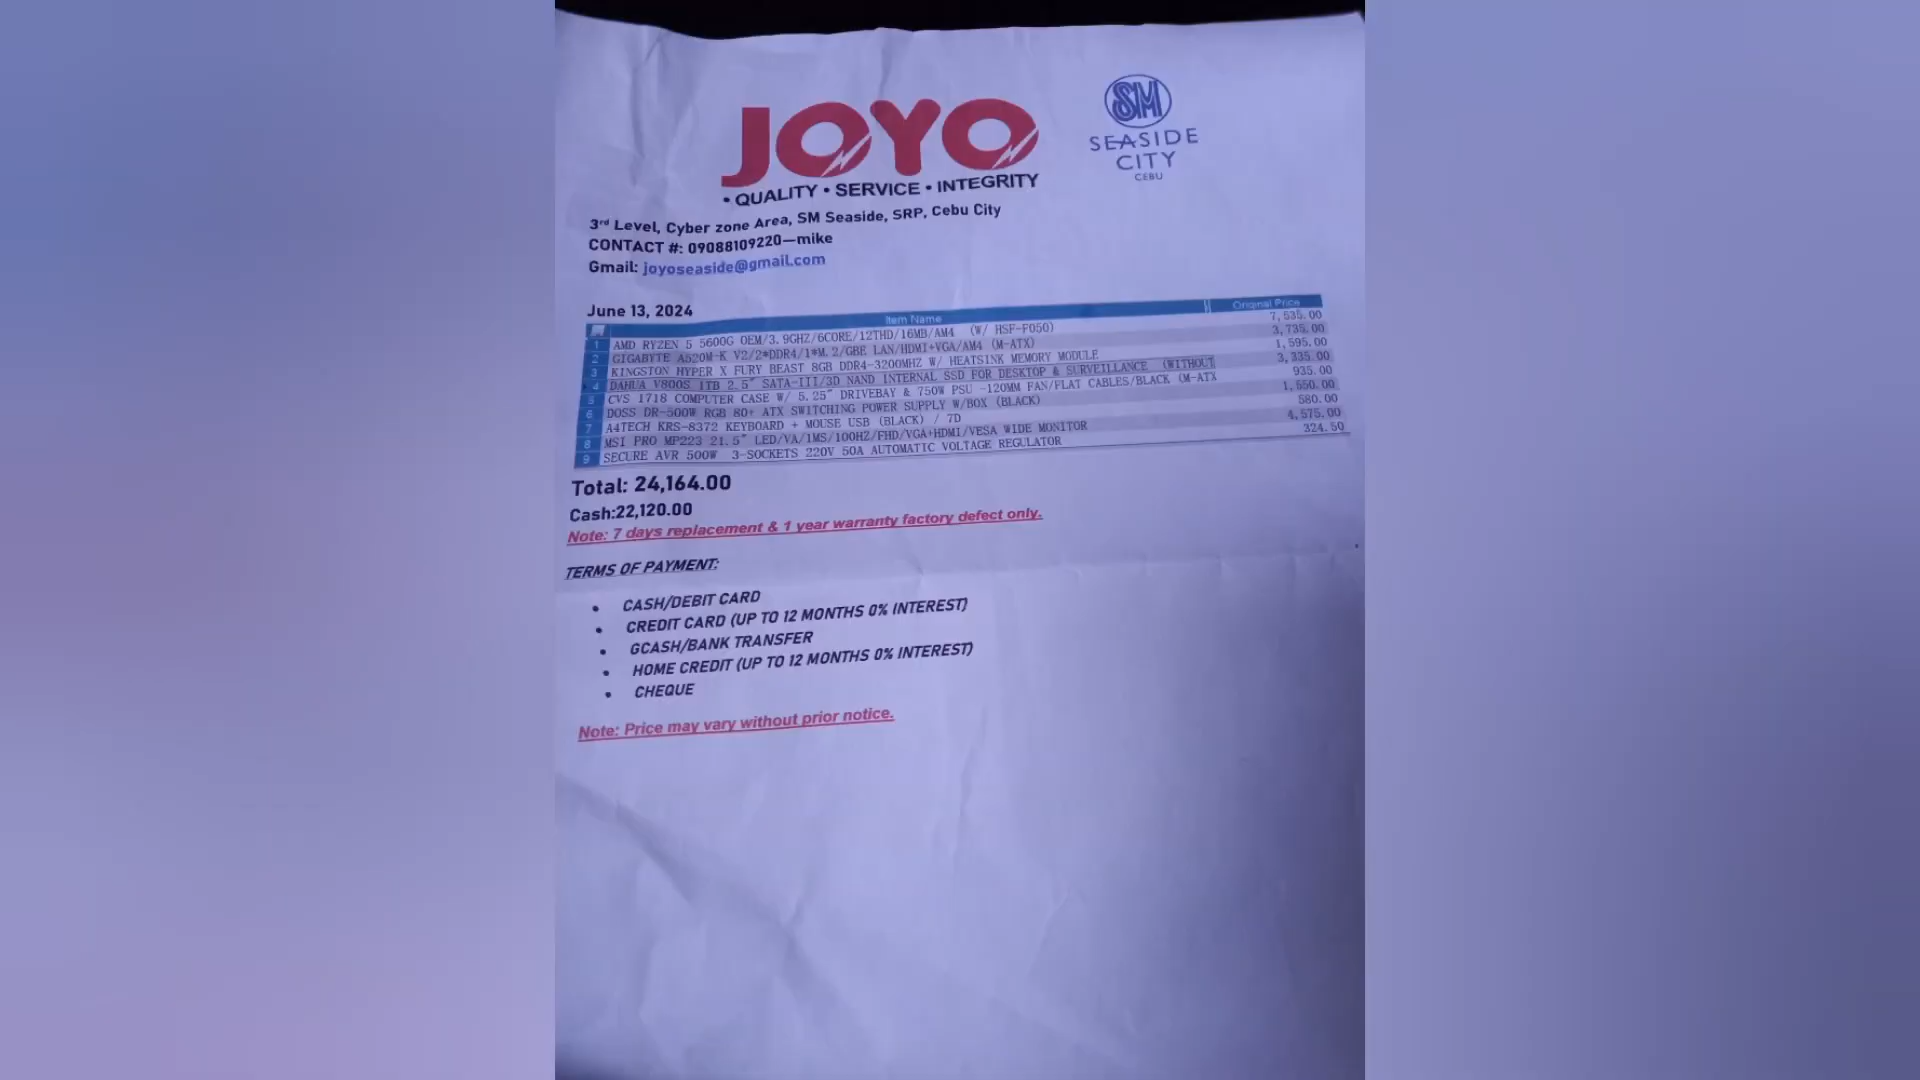 JOYO
• QUALITY • SERVICE • INTEGRITY
SM
SEASIDE
CITY
CEBU
3rd Level, Cyber zone Area, SM Seaside, SRP, Cebu City
CONTACT #: 09088109220—mike
Gmail: joyoseaside@gmail.com
June 13, 2024
Item Name Original Price
1 AMD RYZEN 5 5600G OEM/3.9GHZ/6CORE/12THD/16MB/AM4 (W/ HSF-F050) 7,535.00
2 GIGABYTE A520M-K V2/2*DDR4/1*M.2/GBE LAN/HDMI+VGA/AM4 (M-ATX) 3,735.00
3 KINGSTON HYPER X FURY BEAST 8GB DDR4-3200MHZ W/ HEATSINK MEMORY MODULE 1,595.00
4 DAHUA V800S 1TB 2.5" SATA-III/3D NAND INTERNAL SSD FOR DESKTOP & SURVEILLANCE (WITHOUT 3,335.00
5 CVS 1718 COMPUTER CASE W/ 5.25" DRIVEBAY & 750W PSU -120MM FAN/FLAT CABLES/BLACK (M-ATX 935.00
6 DOSS DR-500W RGB 80+ ATX SWITCHING POWER SUPPLY W/BOX (BLACK) 1,550.00
7 A4TECH KRS-8372 KEYBOARD + MOUSE USB (BLACK) / 7D 580.00
8 MSI PRO MP223 21.5" LED/VA/1MS/100HZ/FHD/VGA+HDMI/VESA WIDE MONITOR 4,575.00
9 SECURE AVR 500W 3-SOCKETS 220V 50A AUTOMATIC VOLTAGE REGULATOR 324.50
Total: 24,164.00
Cash:22,120.00
Note: 7 days replacement & 1 year warranty factory defect only.
TERMS OF PAYMENT:
• CASH/DEBIT CARD
• CREDIT CARD (UP TO 12 MONTHS 0% INTEREST)
• GCASH/BANK TRANSFER
• HOME CREDIT (UP TO 12 MONTHS 0% INTEREST)
• CHEQUE
Note: Price may vary without prior notice.